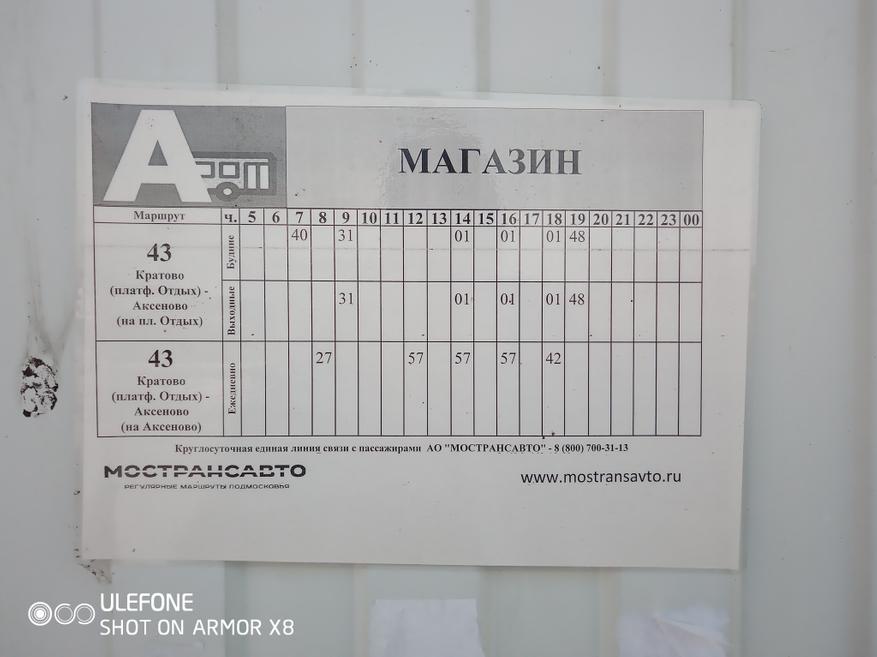 А
МАГАЗИН
Маршрут ч. 5 6 7 8 9 10 11 12 13 14 15 16 17 18 19 20 21 22 23 00
43
Кратово
(платф. Отдых) -
Аксеново
(на пл. Отдых)
Будние 40 31 01 01 01 48
Выходные 31 01 01 01 48
43
Кратово
(платф. Отдых) -
Аксеново
(на Аксеново)
Ежедневно 27 57 57 57 42
Круглосуточная единая линия связи с пассажирами АО "МОСТРАНСАВТО" - 8 (800) 700-31-13
МОСТРАНСАВТО
РЕГУЛЯРНЫЕ МАРШРУТЫ ПОДМОСКОВЬЯ
www.mostransavto.ru
ULEFONE
SHOT ON ARMOR X8